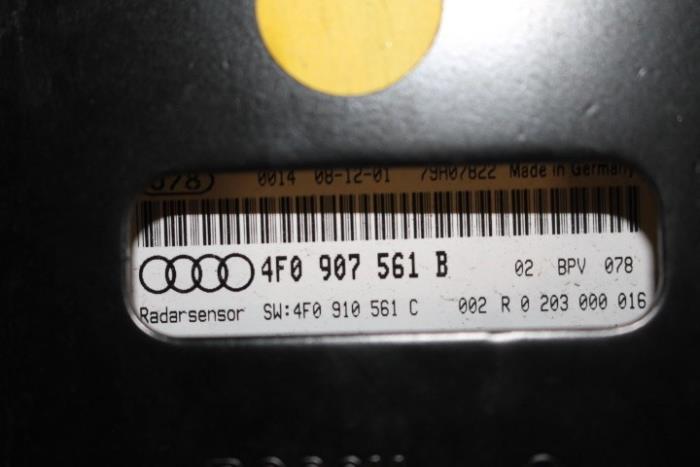 678 0014 08-12-01 79A07822 Made in Germany
4F0 907 561 B 02 BPV 078
Radarsensor SW:4F0 910 561 C 002 R 0 203 000 016